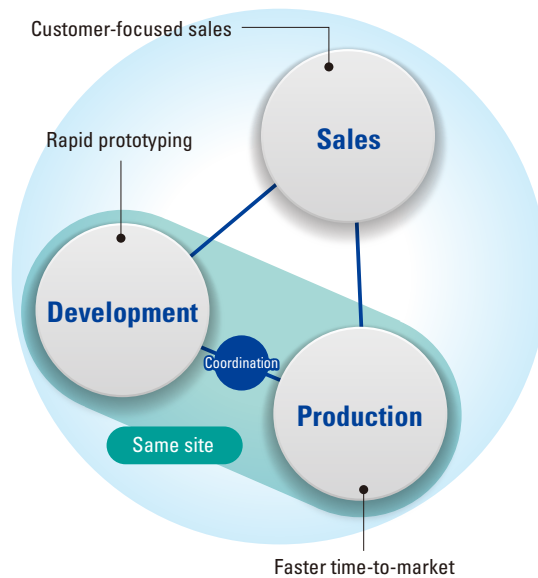 Customer-focused sales
Sales
Rapid prototyping
Development
Coordination
Production
Same site
Faster time-to-market